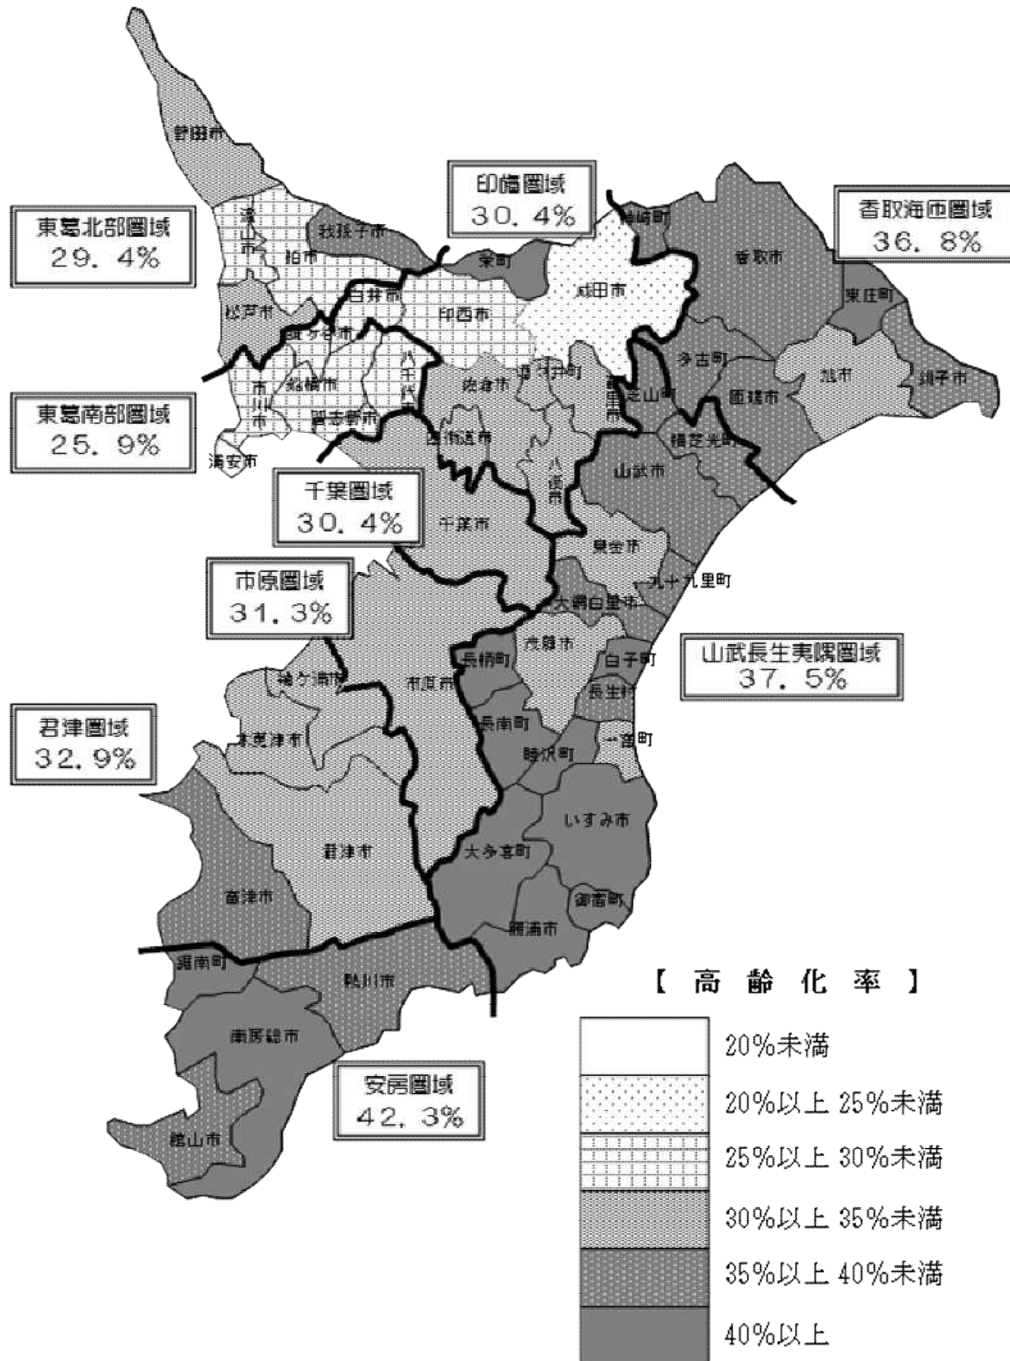 野田市
印旛圏域
30.4%
香取海匝圏域
36.8%
東葛北部圏域
29.4%
流山市
柏市
我孫子市
栄町
神崎町
香取市
東庄町
成田市
松戸市
白井市
印西市
鎌ケ谷市
多古町
旭市
銚子市
東葛南部圏域
25.9%
市川市
船橋市
八千代市
習志野市
浦安市
佐倉市
酒々井町
富里市
芝山町
匝瑳市
横芝光町
四街道市
八街市
山武市
千葉圏域
30.4%
千葉市
東金市
九十九里町
大網白里市
市原圏域
31.3%
茂原市
白子町
山武長生夷隅圏域
37.5%
長柄町
市原市
袖ケ浦市
長生村
長南町
木更津市
一宮町
睦沢町
君津圏域
32.9%
いすみ市
大多喜町
君津市
富津市
御宿町
勝浦市
鋸南町
鴨川市
南房総市
館山市
安房圏域
42.3%
【 高 齢 化 率 】
20%未満
20%以上 25%未満
25%以上 30%未満
30%以上 35%未満
35%以上 40%未満
40%以上